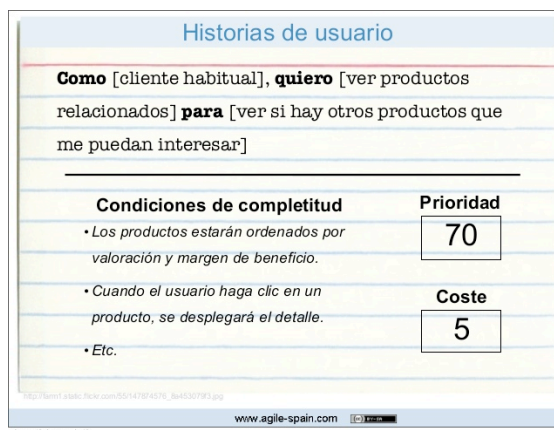 Historias de usuario
Como [cliente habitual], quiero [ver productos
relacionados] para [ver si hay otros productos que
me puedan interesar]
Condiciones de completitud
• Los productos estarán ordenados por
valoración y margen de beneficio.
• Cuando el usuario haga clic en un
producto, se desplegará el detalle.
• Etc.
Prioridad
70
Coste
5
www.agile-spain.com